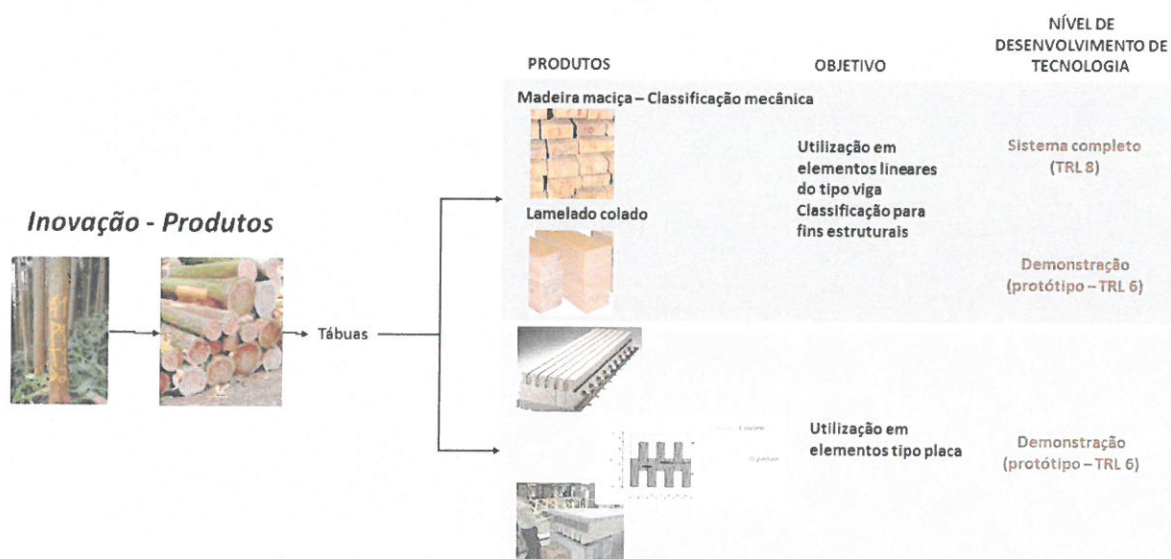 NÍVEL DE
DESENVOLVIMENTO DE
TECNOLOGIA
PRODUTOS
OBJETIVO
Madeira maciça – Classificação mecânica
Utilização em
elementos lineares
do tipo viga
Classificação para
fins estruturais
Sistema completo
(TRL 8)
Inovação - Produtos
Lamelado colado
Demonstração
(protótipo – TRL 6)
Tábuas
Utilização em
elementos tipo placa
Demonstração
(protótipo – TRL 6)